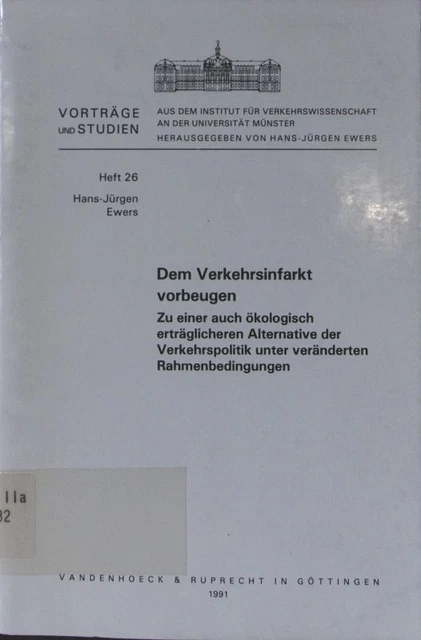 VORTRÄGE
UND STUDIEN
AUS DEM INSTITUT FÜR VERKEHRSWISSENSCHAFT
AN DER UNIVERSITÄT MÜNSTER
HERAUSGEGEBEN VON HANS-JÜRGEN EWERS
Heft 26
Hans-Jürgen
Ewers
Dem Verkehrsinfarkt
vorbeugen
Zu einer auch ökologisch
erträglicheren Alternative der
Verkehrspolitik unter veränderten
Rahmenbedingungen
IIa
32
VANDENHOECK & RUPRECHT IN GÖTTINGEN
1991